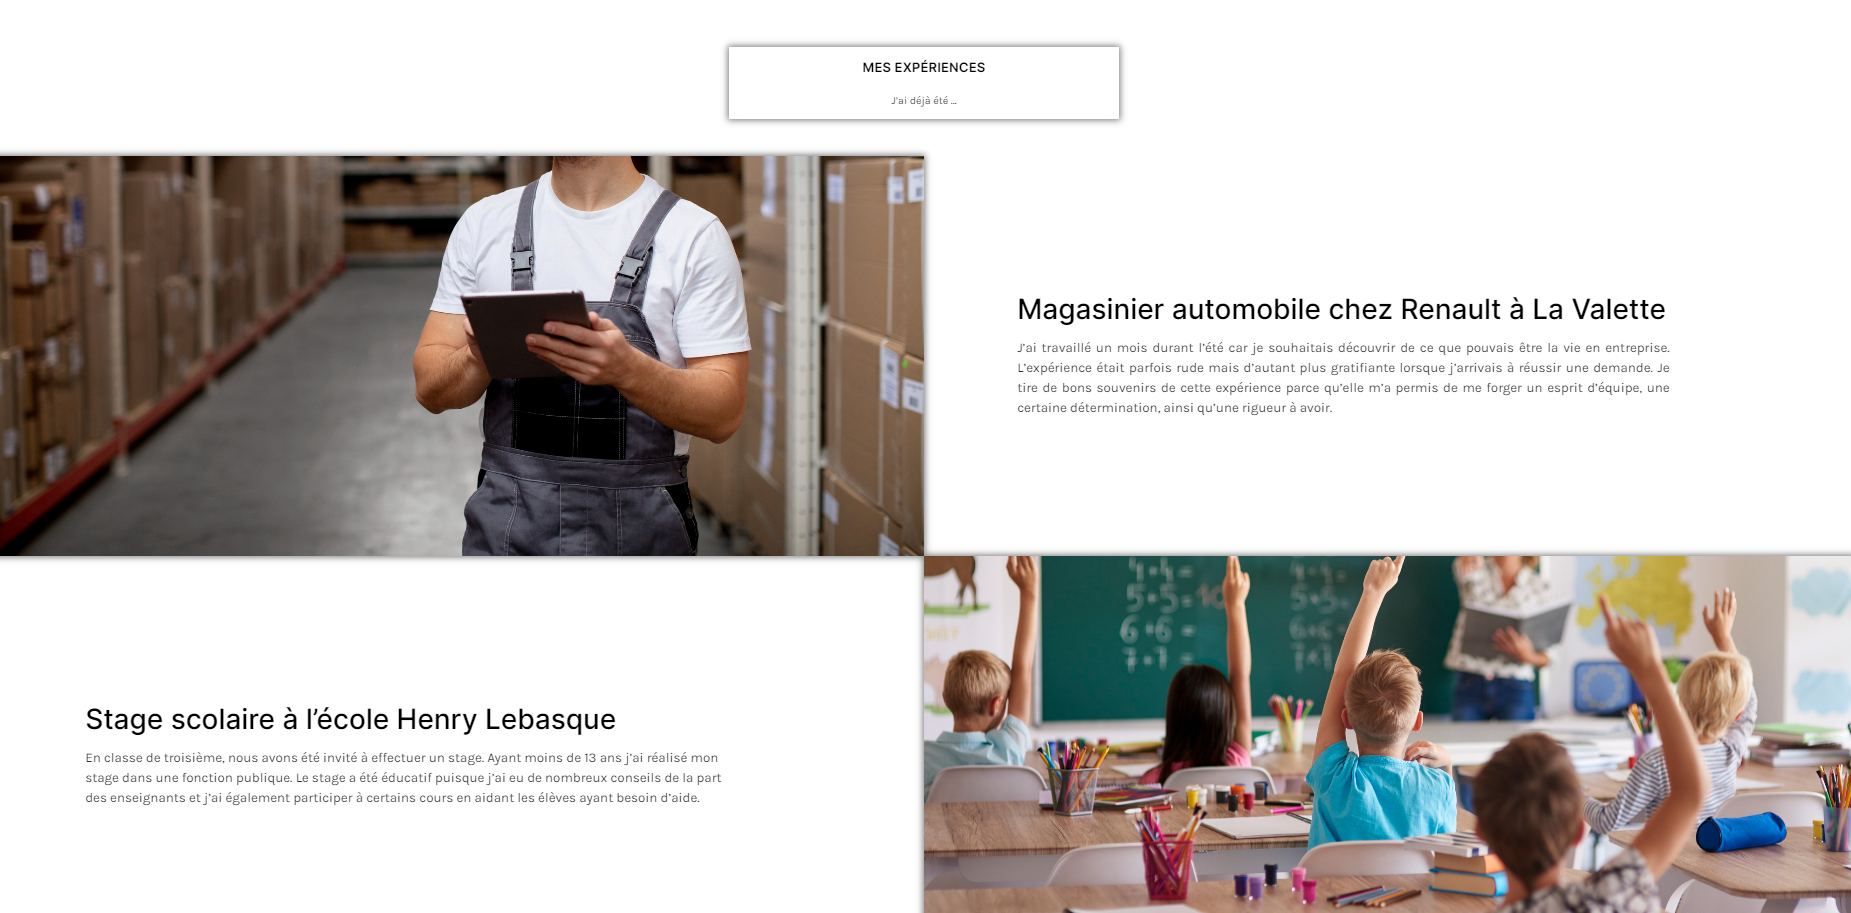 MES EXPÉRIENCES
J'ai déjà été ...
Magasinier automobile chez Renault à La Valette
J'ai travaillé un mois durant l'été car je souhaitais découvrir de ce que pouvais être la vie en entreprise.
L'expérience était parfois rude mais d'autant plus gratifiante lorsque j'arrivais à réussir une demande. Je
tire de bons souvenirs de cette expérience parce qu'elle m'a permis de me forger un esprit d'équipe, une
certaine détermination, ainsi qu'une rigueur à avoir.
Stage scolaire à l'école Henry Lebasque
En classe de troisième, nous avons été invité à effectuer un stage. Ayant moins de 13 ans j'ai réalisé mon
stage dans une fonction publique. Le stage a été éducatif puisque j'ai eu de nombreux conseils de la part
des enseignants et j'ai également participer à certains cours en aidant les élèves ayant besoin d'aide.